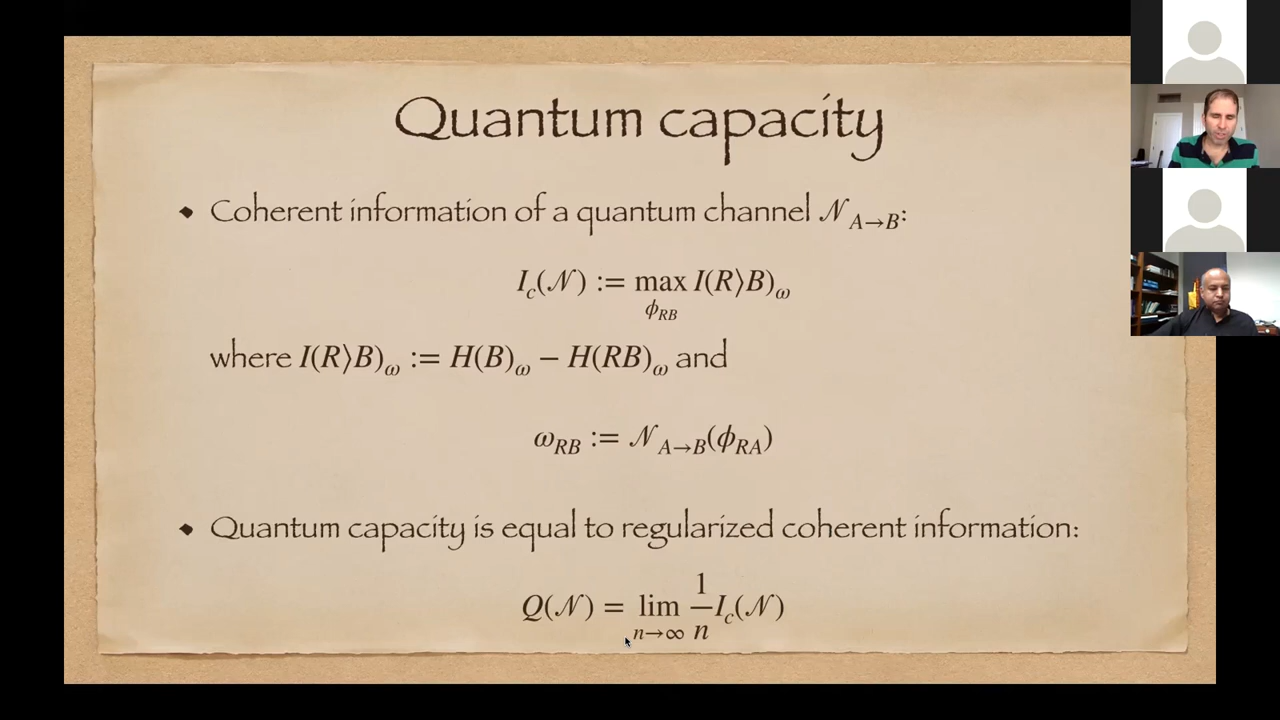 Quantum capacity
• Coherent information of a quantum channel 𝒩_{A→B}:
I_c(𝒩) := max_{ϕ_{RB}} I(R⟩B)_ω
where I(R⟩B)_ω := H(B)_ω − H(RB)_ω and
ω_{RB} := 𝒩_{A→B}(ϕ_{RA})
• Quantum capacity is equal to regularized coherent information:
Q(𝒩) = lim_{n→∞} 1/n I_c(𝒩)